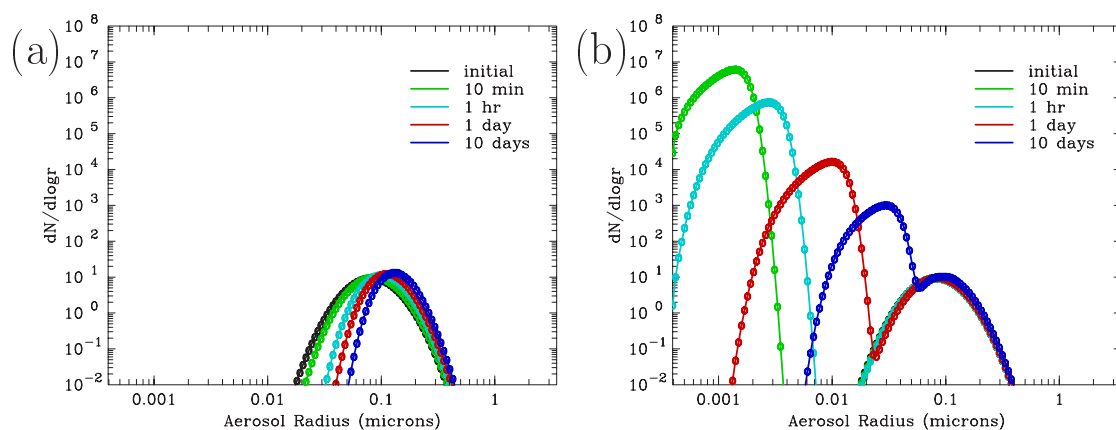 (a)
10 8
10 7
10 6
10 5
10 4
10 3
10 2
10 1
10 0
10 −1
10 −2
dN/dlogr
initial
10 min
1 hr
1 day
10 days
0.001
0.01
0.1
1
Aerosol Radius (microns)
(b)
10 8
10 7
10 6
10 5
10 4
10 3
10 2
10 1
10 0
10 −1
10 −2
dN/dlogr
initial
10 min
1 hr
1 day
10 days
0.001
0.01
0.1
1
Aerosol Radius (microns)